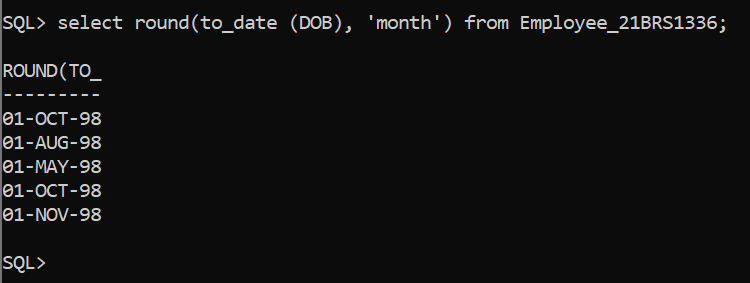 SQL> select round(to_date (DOB), 'month') from Employee_21BRS1336;
ROUND(TO_
---------
01-OCT-98
01-AUG-98
01-MAY-98
01-OCT-98
01-NOV-98
SQL>